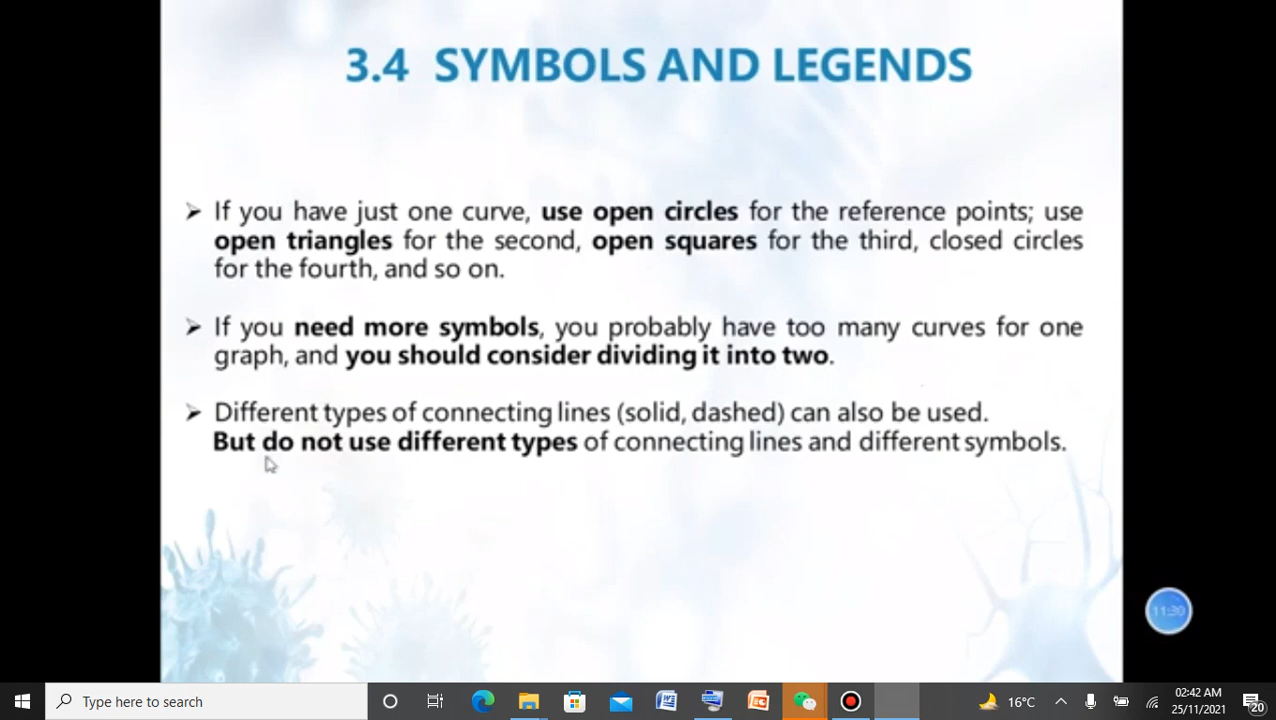 3.4 SYMBOLS AND LEGENDS
If you have just one curve, use open circles for the reference points; use
open triangles for the second, open squares for the third, closed circles
for the fourth, and so on.
If you need more symbols, you probably have too many curves for one
graph, and you should consider dividing it into two.
Different types of connecting lines (solid, dashed) can also be used.
But do not use different types of connecting lines and different symbols.
11:30
Type here to search
16°C
02:42 AM
25/11/2021
20